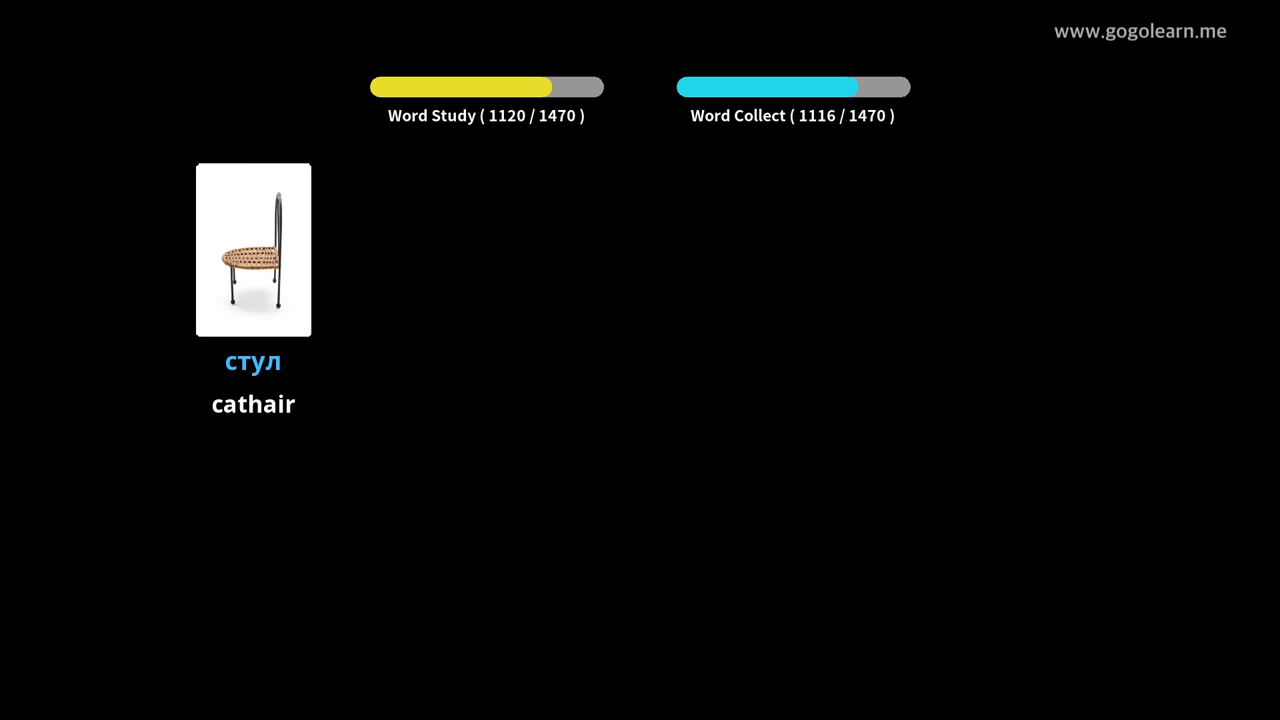 www.gogolearn.me
Word Study ( 1120 / 1470 )
Word Collect ( 1116 / 1470 )
стул
cathair